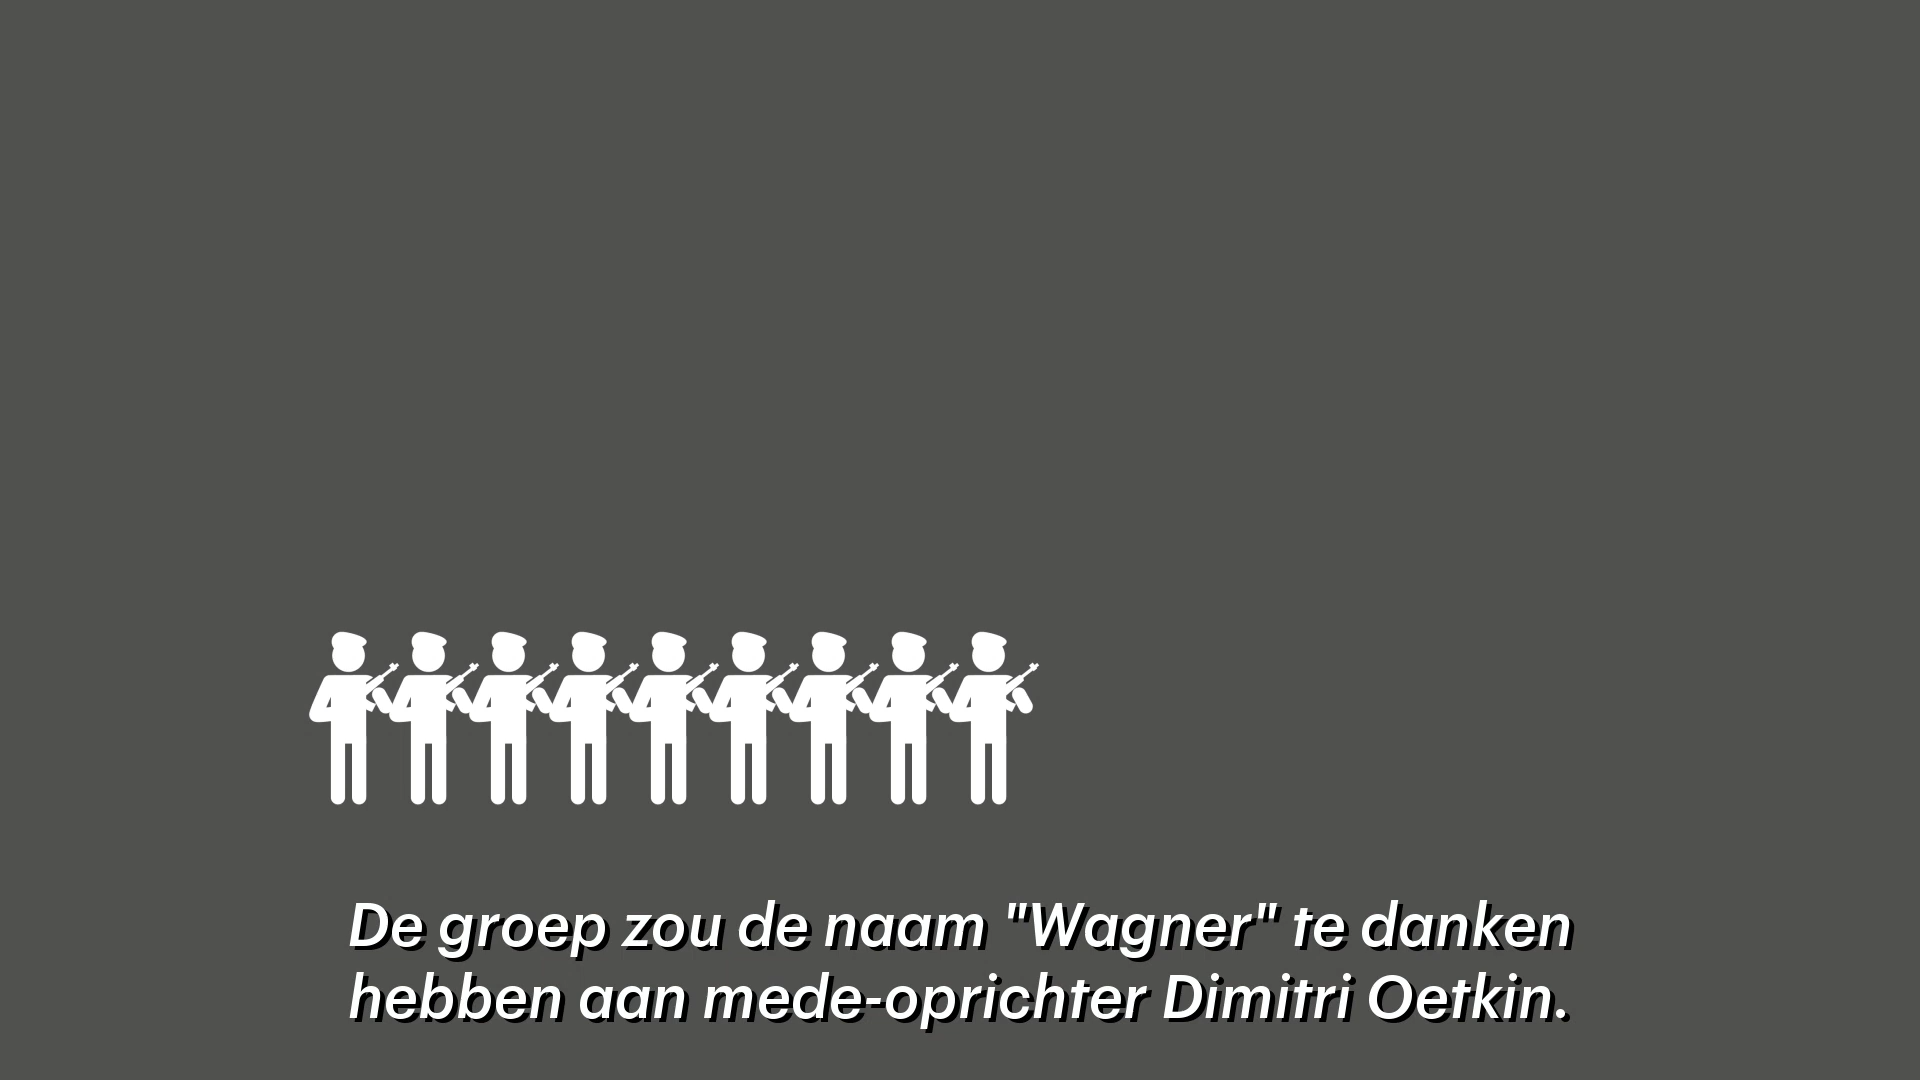 De groep zou de naam "Wagner" te danken
hebben aan mede-oprichter Dimitri Oetkin.